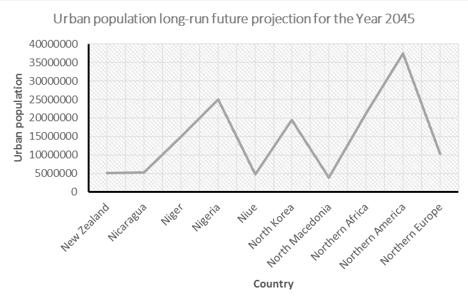 Urban population long-run future projection for the Year 2045
Urban population
40000000
35000000
30000000
25000000
20000000
15000000
10000000
5000000
0
New Zealand
Nicaragua
Niger
Nigeria
Niue
North Korea
North Macedonia
Northern Africa
Northern America
Northern Europe
Country